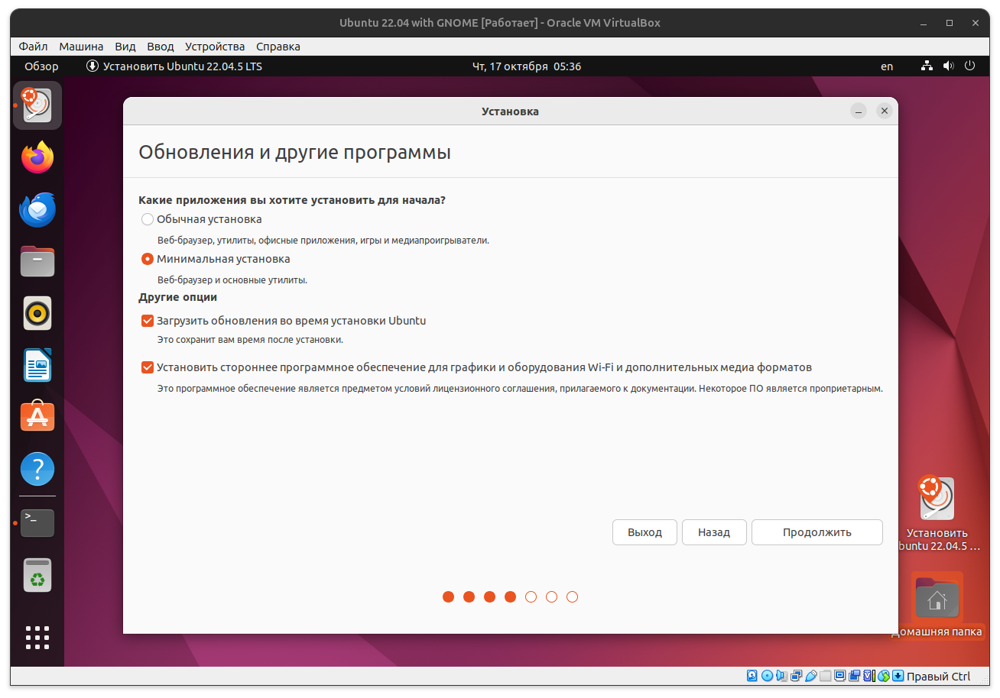 Ubuntu 22.04 with GNOME [Работает] - Oracle VM VirtualBox
Файл Машина Вид Ввод Устройства Справка
Обзор Установить Ubuntu 22.04.5 LTS Чт, 17 октября 05:36 en
Установка
Обновления и другие программы
Какие приложения вы хотите установить для начала?
Обычная установка
Веб-браузер, утилиты, офисные приложения, игры и медиапроигрыватели.
Минимальная установка
Веб-браузер и основные утилиты.
Другие опции
Загрузить обновления во время установки Ubuntu
Это сохранит вам время после установки.
Установить стороннее программное обеспечение для графики и оборудования Wi-Fi и дополнительных медиа форматов
Это программное обеспечение является предметом условий лицензионного соглашения, прилагаемого к документации. Некоторое ПО является проприетарным.
Выход Назад Продолжить
Установить
buntu 22.04.5 ...
Домашняя папка
Правый Ctrl